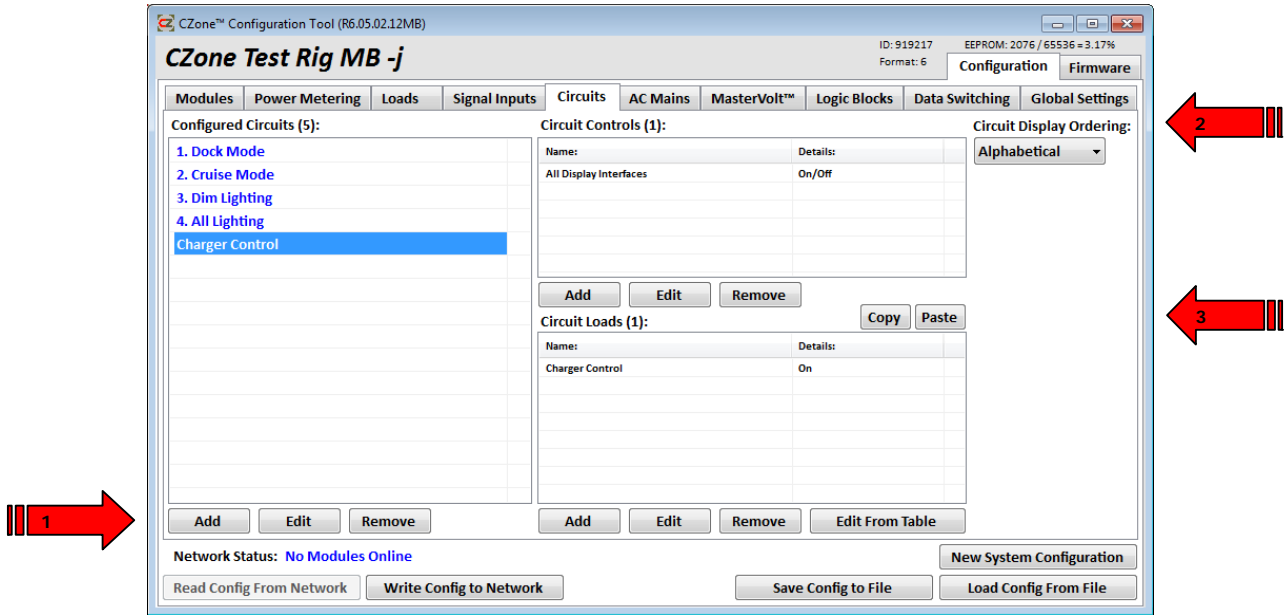 CZone™ Configuration Tool (R6.05.02.12MB)
CZone Test Rig MB -j
ID: 919217 EEPROM: 2076 / 65536 = 3.17%
Format: 6
Configuration Firmware
Modules Power Metering Loads Signal Inputs Circuits AC Mains MasterVolt™ Logic Blocks Data Switching Global Settings
Configured Circuits (5):
1. Dock Mode
2. Cruise Mode
3. Dim Lighting
4. All Lighting
Charger Control
Add Edit Remove
Circuit Controls (1):
Name: Details:
All Display Interfaces On/Off
Add Edit Remove
Circuit Loads (1):
Copy Paste
Name: Details:
Charger Control On
Add Edit Remove Edit From Table
Circuit Display Ordering:
Alphabetical
Network Status: No Modules Online
New System Configuration
Read Config From Network Write Config to Network Save Config to File Load Config From File
1
2
3